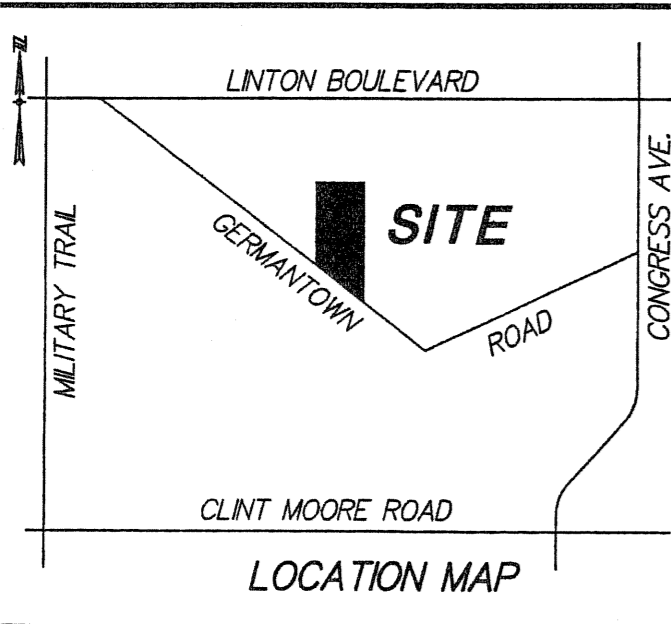 N
LINTON BOULEVARD
MILITARY TRAIL
GERMANTOWN
SITE
ROAD
CONGRESS AVE.
CLINT MOORE ROAD
LOCATION MAP